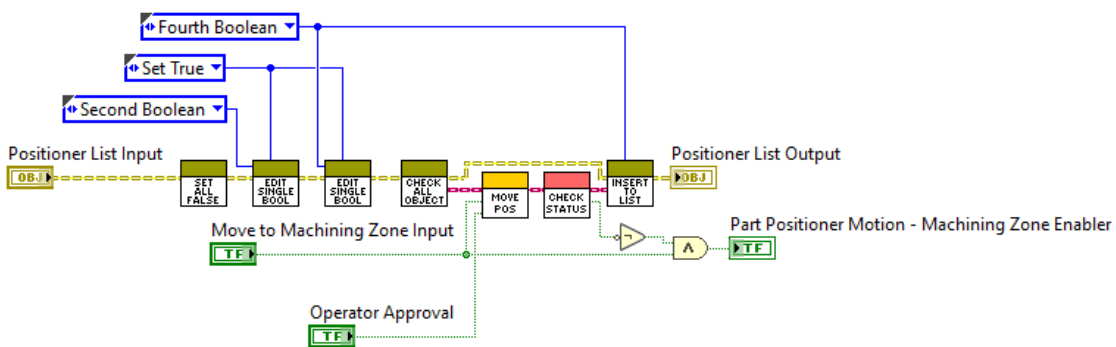 Fourth Boolean
Set True
Second Boolean
Positioner List Input
OBJ
SET
ALL
FALSE
EDIT
SINGLE
BOOL
EDIT
SINGLE
BOOL
CHECK
ALL
OBJECT
MOVE
POS
CHECK
STATUS
INSERT
TO
LIST
Positioner List Output
OBJ
Move to Machining Zone Input
TF
Part Positioner Motion - Machining Zone Enabler
TF
Operator Approval
TF